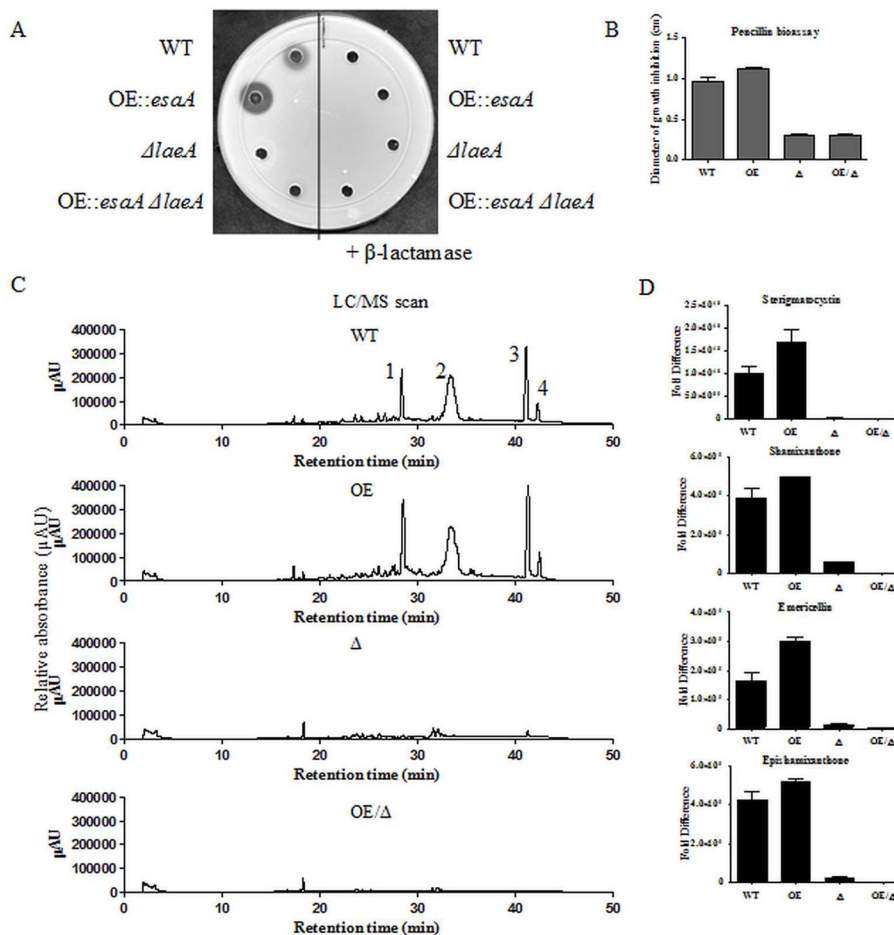 A
WT
OE::esaA
ΔlaeA
OE::esaA ΔlaeA
WT
OE::esaA
ΔlaeA
OE::esaA ΔlaeA
+ β-lactamase
B
Pencillin bioassay
Diameter of growth inhibition (cm)
1.5
1.0
0.5
0.0
WT OE Δ OE/Δ
C
LC/MS scan
Relative absorbance (μAU)
WT
μAU
400000
300000
200000
100000
0
1 2 3 4
0 10 20 30 40 50
Retention time (min)
OE
μAU
400000
300000
200000
100000
0
0 10 20 30 40 50
Retention time (min)
Δ
μAU
400000
300000
200000
100000
0
0 10 20 30 40 50
Retention time (min)
OE/Δ
μAU
400000
300000
200000
100000
0
0 10 20 30 40 50
Retention time (min)
D
Sterigmatocystin
Fold Difference
WT OE Δ OE/Δ
Shamixanthone
Fold Difference
WT OE Δ OE/Δ
Emericellin
Fold Difference
WT OE Δ OE/Δ
Epishamixanthone
Fold Difference
WT OE Δ OE/Δ